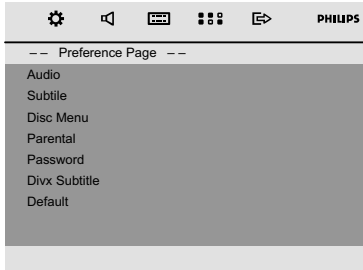 PHILIPS
– – Preference Page – –
Audio
Subtile
Disc Menu
Parental
Password
Divx Subtitle
Default